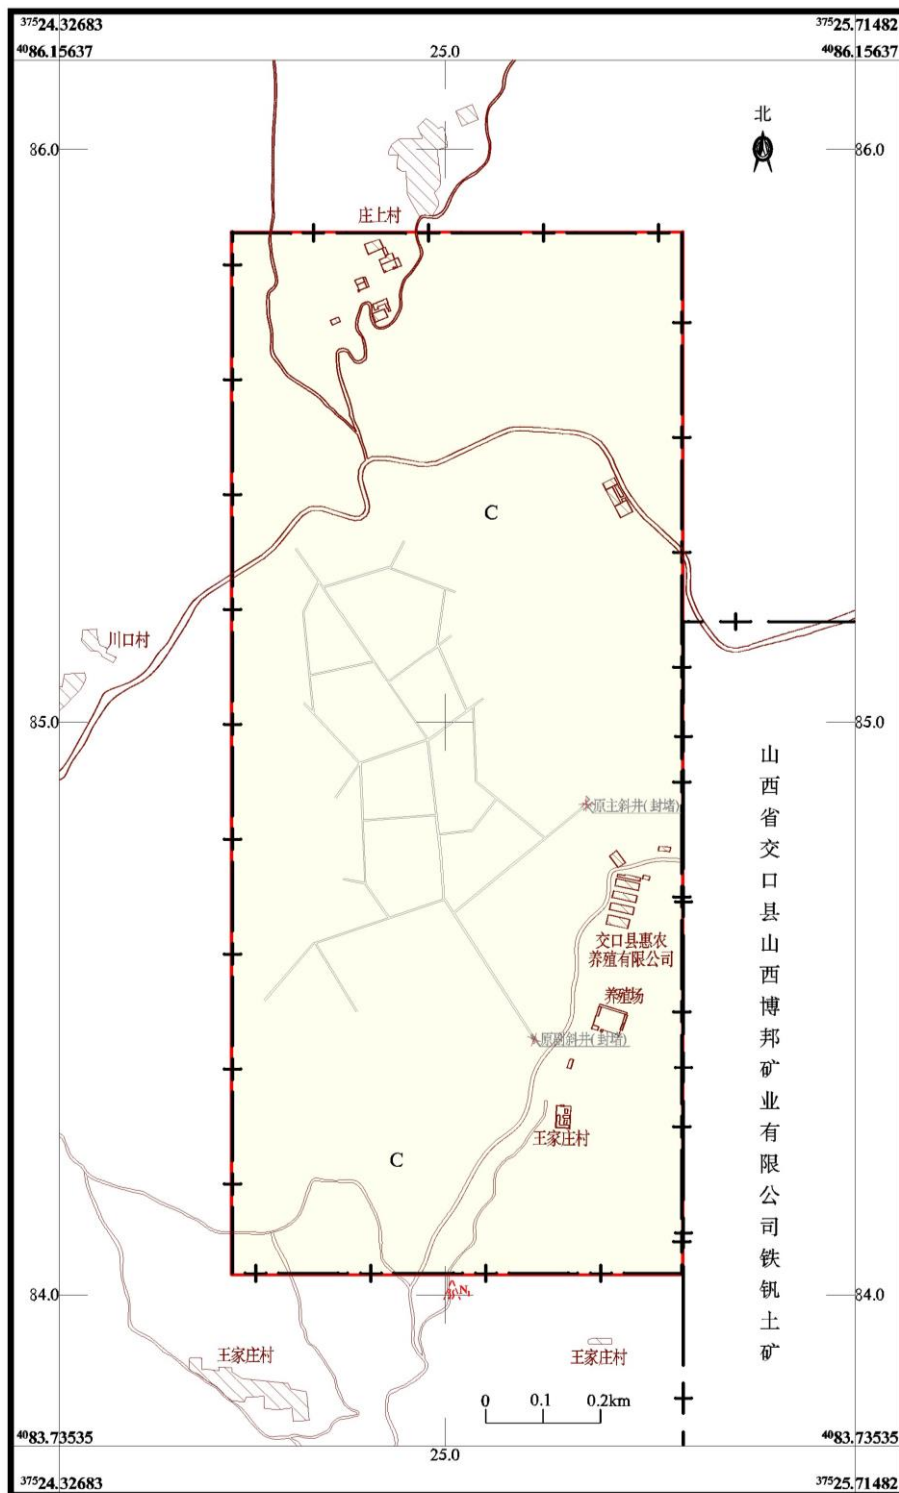 37524.32683
37525.71482
4086.15637
25.0
4086.15637
北
86.0
86.0
庄上村
C
川口村
85.0
85.0
原主斜井(封堵)
交口县惠农
养殖有限公司
养殖场
原副斜井(封堵)
王家庄村
C
山西省交口县山西博邦矿业有限公司铁钒土矿
84.0
84.0
N₁
王家庄村
王家庄村
0 0.1 0.2km
4083.73535
25.0
4083.73535
37524.32683
37525.71482